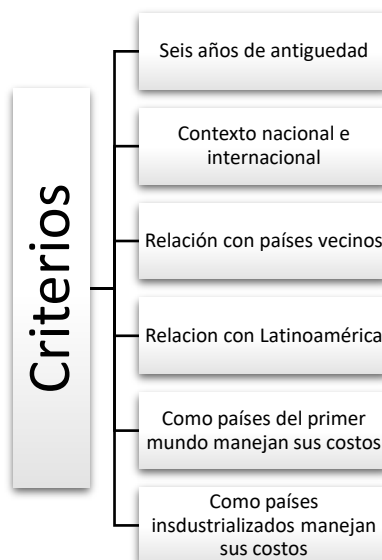 Criterios
Seis años de antiguedad
Contexto nacional e
internacional
Relación con países vecinos
Relacion con Latinoamérica
Como países del primer
mundo manejan sus costos
Como países
insdustrializados manejan
sus costos